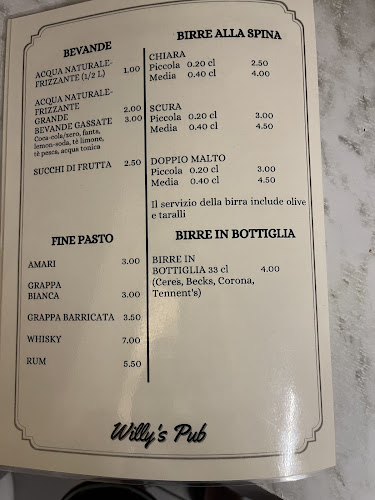 BEVANDE
ACQUA NATURALE-
FRIZZANTE (1/2 L) 1.00
ACQUA NATURALE-
FRIZZANTE
GRANDE 2.00
BEVANDE GASSATE 3.00
Coca-cola/zero, fanta,
lemon-soda, tè limone,
tè pesca, acqua tonica
SUCCHI DI FRUTTA 2.50
BIRRE ALLA SPINA
CHIARA
Piccola 0.20 cl 2.50
Media 0.40 cl 4.00
SCURA
Piccola 0.20 cl 3.00
Media 0.40 cl 4.50
DOPPIO MALTO
Piccola 0.20 cl 3.00
Media 0.40 cl 4.50
Il servizio della birra include olive
e taralli
FINE PASTO
AMARI 3.00
GRAPPA
BIANCA 3.00
GRAPPA BARRICATA 3.50
WHISKY 7.00
RUM 5.50
BIRRE IN BOTTIGLIA
BIRRE IN
BOTTIGLIA 33 cl 4.00
(Ceres, Becks, Corona,
Tennent's)
Willy's Pub